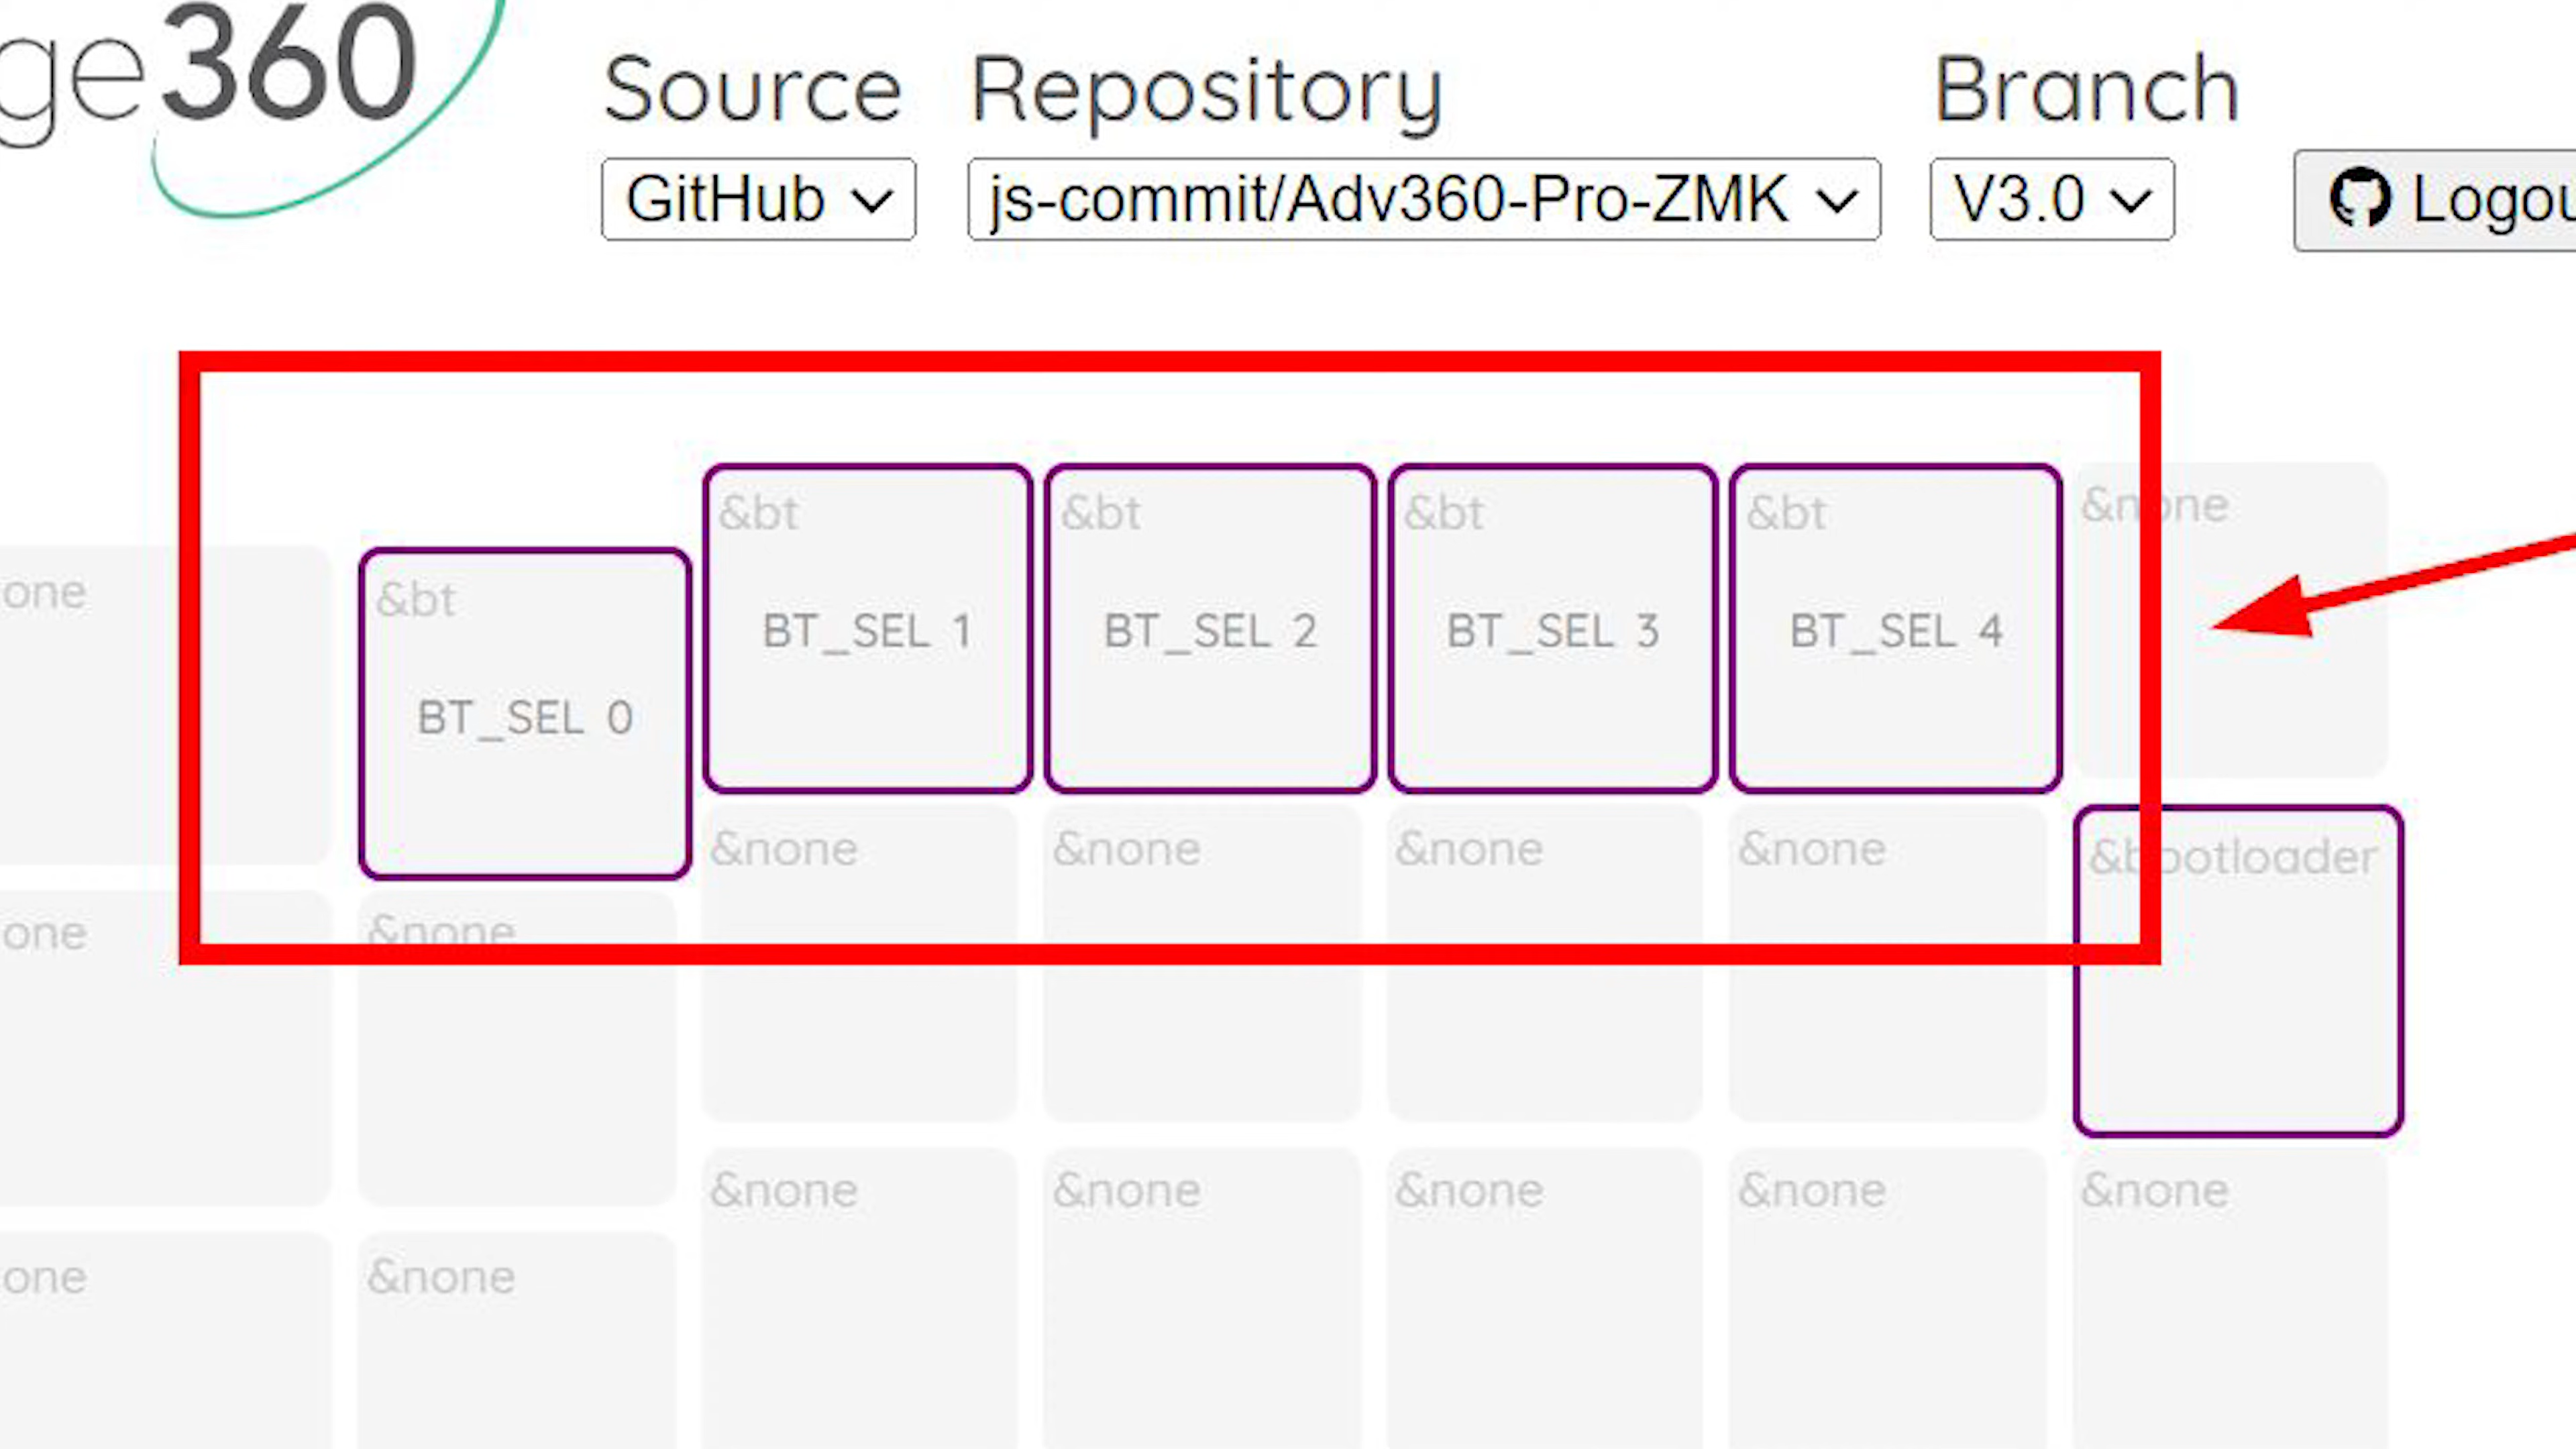 ge360
Source Repository Branch
GitHub js-commit/Adv360-Pro-ZMK V3.0 Logou
&bt &bt &bt &bt &none
one &bt
BT_SEL 1 BT_SEL 2 BT_SEL 3 BT_SEL 4
BT_SEL 0
&none &none &none &none &bootloader
one &none
&none &none &none &none &none
one &none